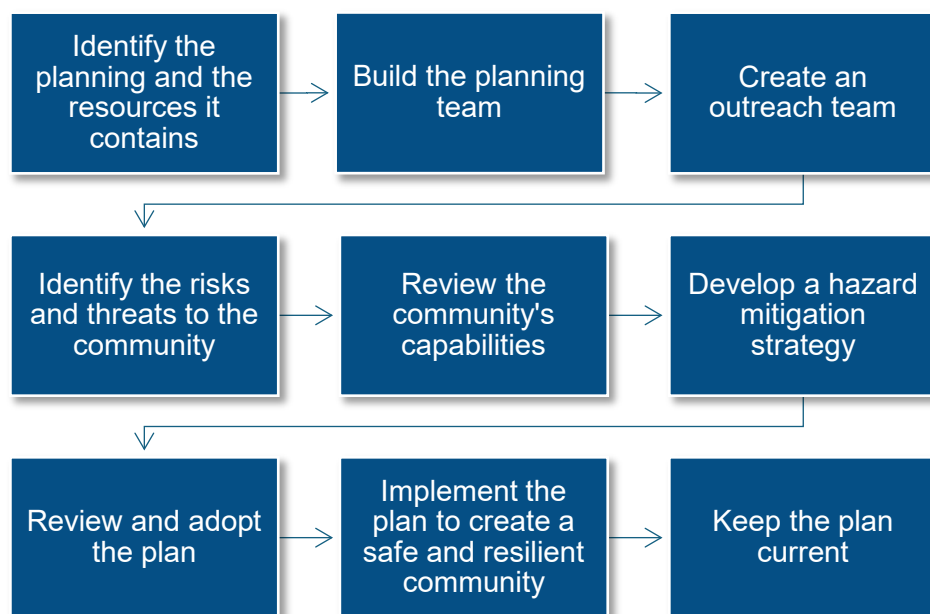 Identify the
planning and the
resources it
contains
Build the planning
team
Create an
outreach team
Identify the risks
and threats to the
community
Review the
community's
capabilities
Develop a hazard
mitigation
strategy
Review and adopt
the plan
Implement the
plan to create a
safe and resilient
community
Keep the plan
current